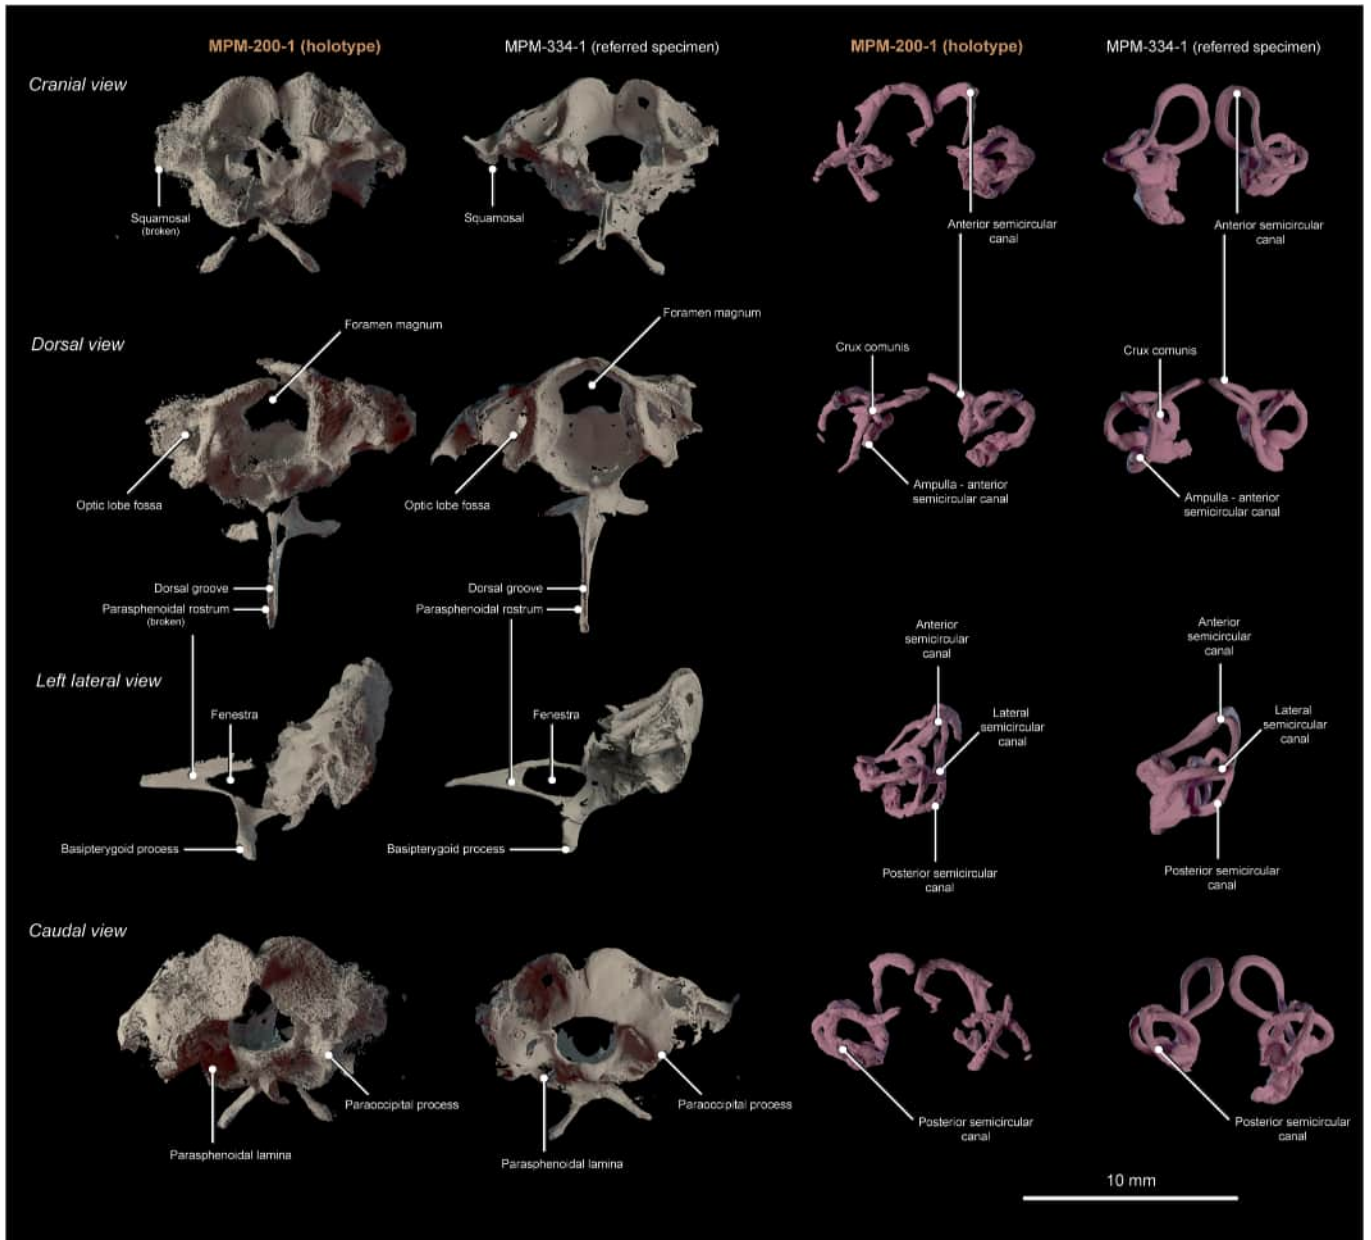 MPM-200-1 (holotype)
MPM-334-1 (referred specimen)
MPM-200-1 (holotype)
MPM-334-1 (referred specimen)
Cranial view
Squamosal
(broken)
Squamosal
Anterior semicircular
canal
Anterior semicircular
canal
Dorsal view
Foramen magnum
Foramen magnum
Crux comunis
Crux comunis
Optic lobe fossa
Optic lobe fossa
Ampulla - anterior
semicircular canal
Ampulla - anterior
semicircular canal
Dorsal groove
Parasphenoidal rostrum
(broken)
Dorsal groove
Parasphenoidal rostrum
Left lateral view
Fenestra
Fenestra
Anterior
semicircular
canal
Lateral
semicircular
canal
Anterior
semicircular
canal
Lateral
semicircular
canal
Basipterygoid process
Basipterygoid process
Posterior semicircular
canal
Posterior semicircular
canal
Caudal view
Paraoccipital process
Paraoccipital process
Parasphenoidal lamina
Parasphenoidal lamina
Posterior semicircular
canal
Posterior semicircular
canal
10 mm